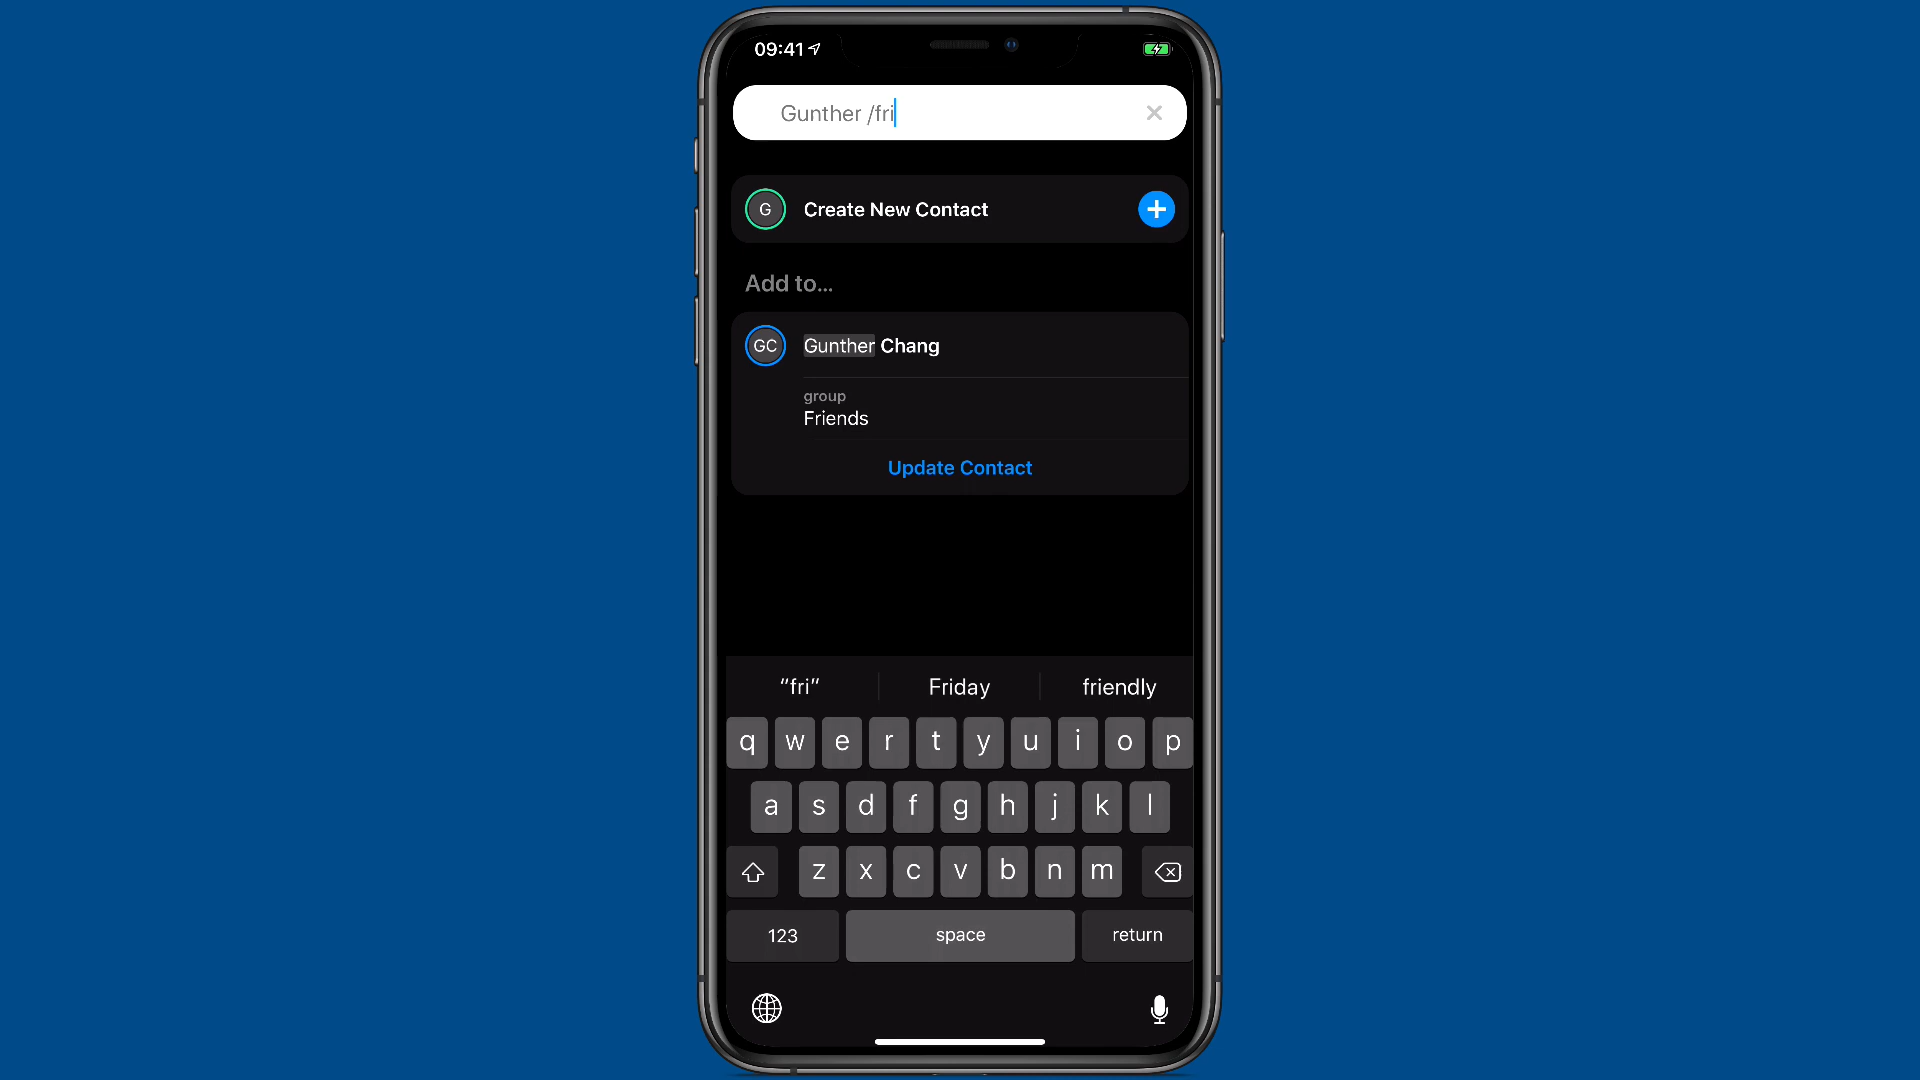 09:41
Gunther /fri
G
Create New Contact
Add to...
GC
Gunther Chang
group
Friends
Update Contact
“fri”
Friday
friendly
q w e r t y u i o p
a s d f g h j k l
z x c v b n m
123
space
return